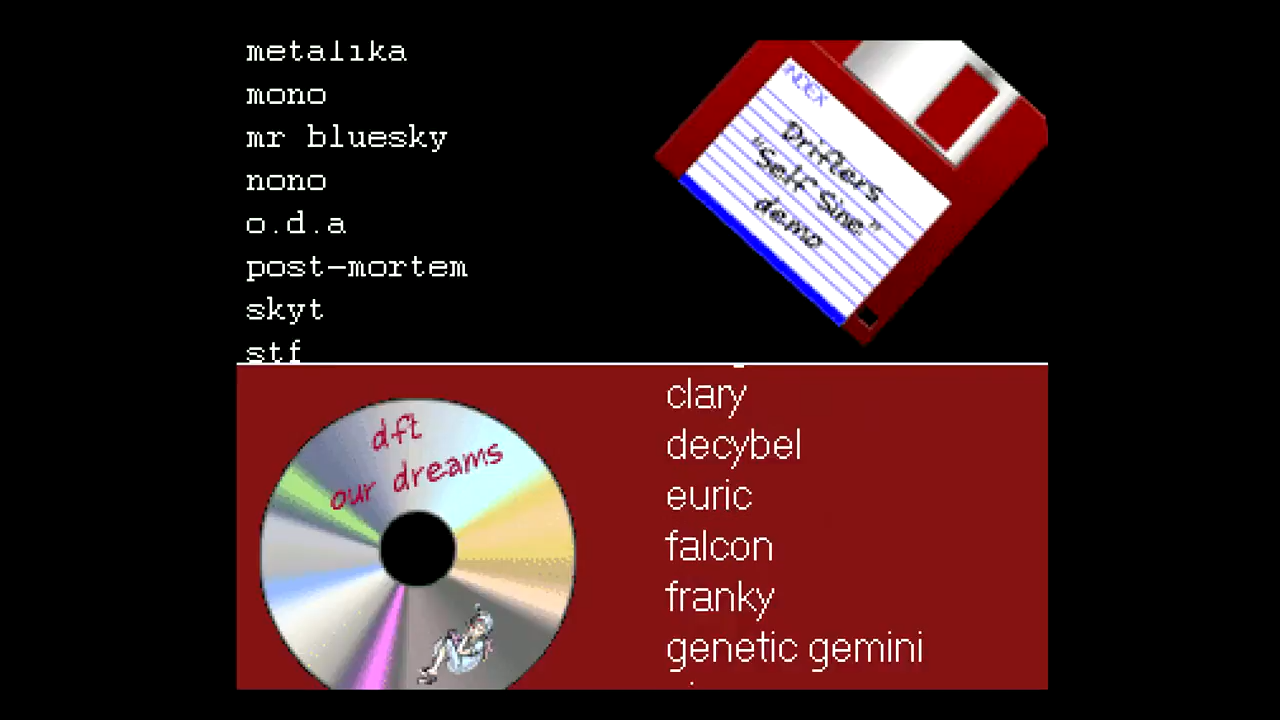 metalika
mono
mr bluesky
nono
o.d.a
post-mortem
skyt
stf
INDEX
Drifters
"Self Sine"
demo
dft
our dreams
clary
decybel
euric
falcon
franky
genetic gemini